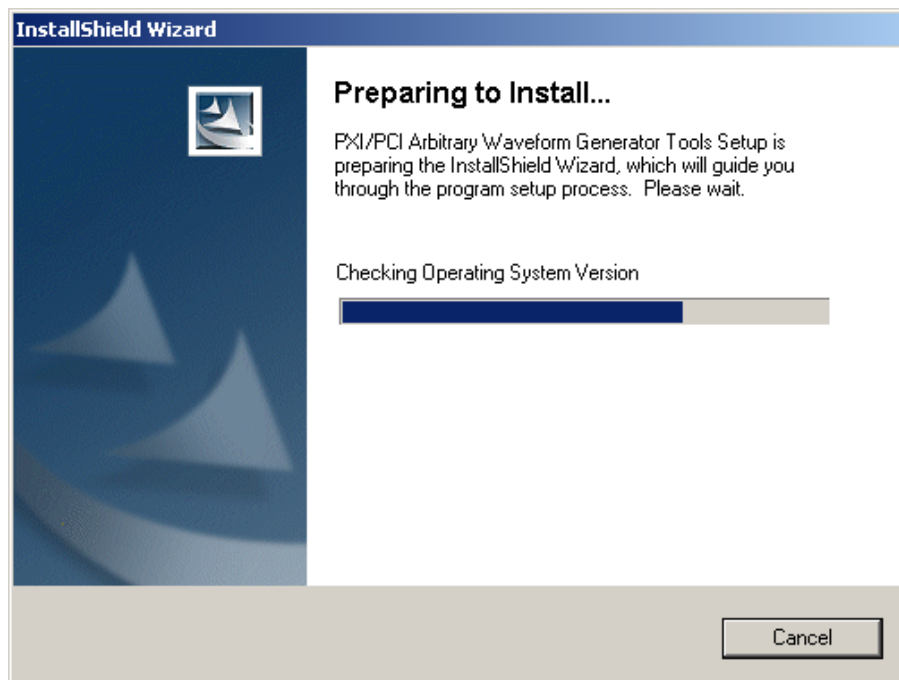 InstallShield Wizard
Preparing to Install...
PXI/PCI Arbitrary Waveform Generator Tools Setup is
preparing the InstallShield Wizard, which will guide you
through the program setup process.  Please wait.
Checking Operating System Version
Cancel